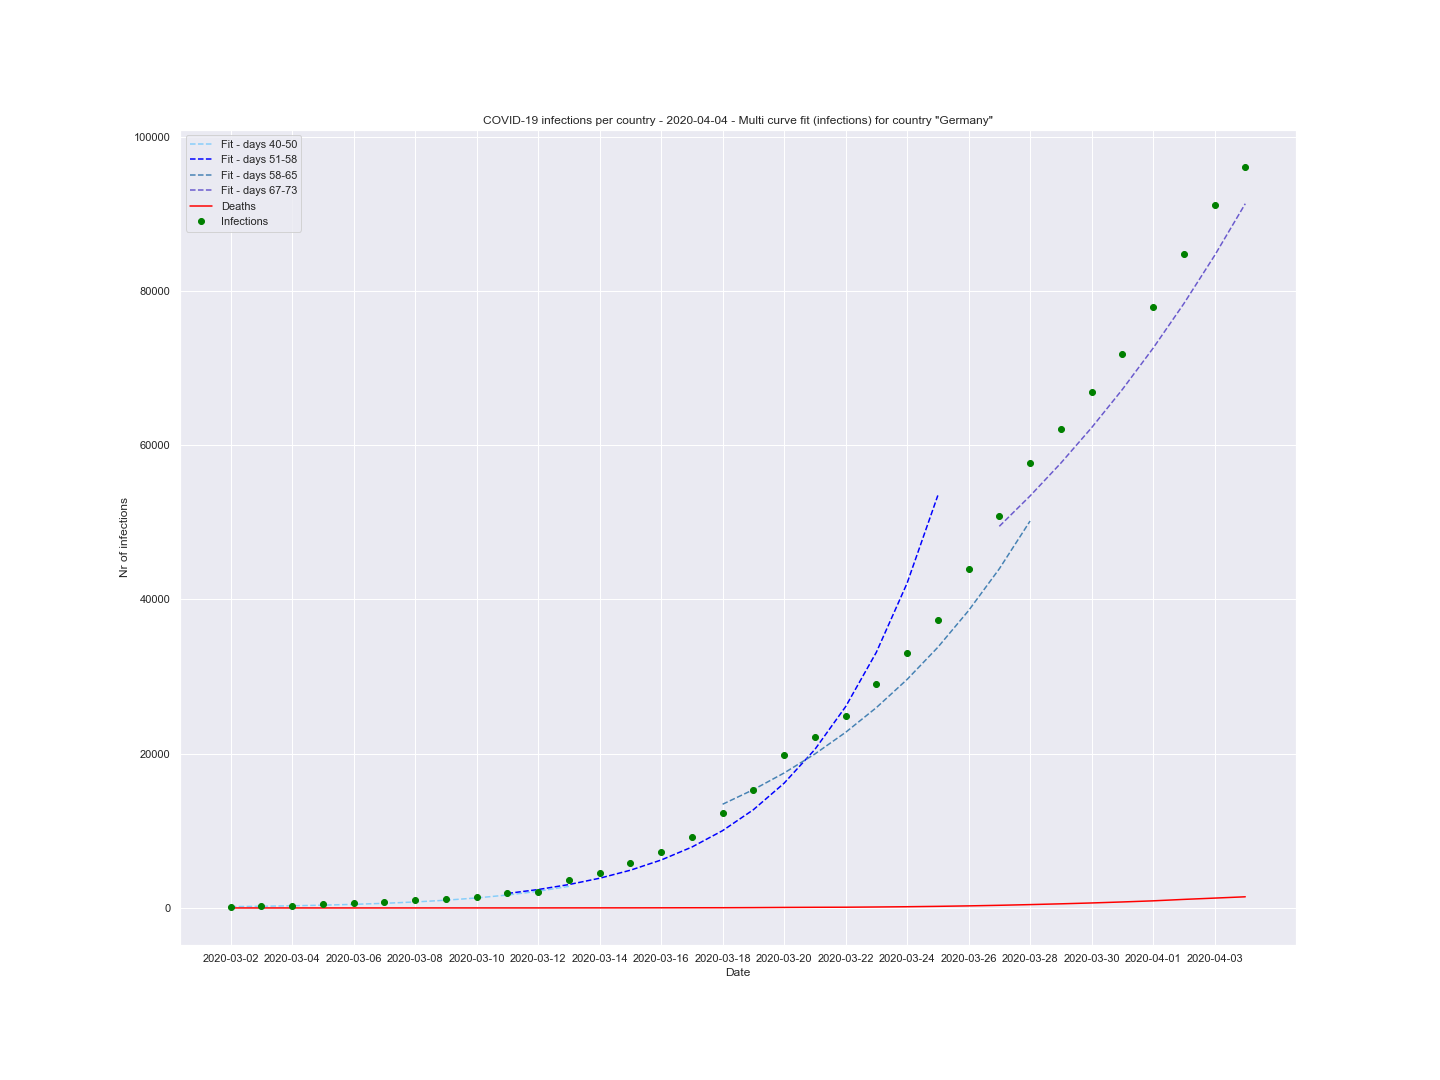 COVID-19 infections per country - 2020-04-04 - Multi curve fit (infections) for country "Germany"
100000
Fit - days 40-50
Fit - days 51-58
Fit - days 58-65
Fit - days 67-73
Deaths
Infections
80000
60000
Nr of infections
40000
20000
0
2020-03-02 2020-03-04 2020-03-06 2020-03-08 2020-03-10 2020-03-12 2020-03-14 2020-03-16 2020-03-18 2020-03-20 2020-03-22 2020-03-24 2020-03-26 2020-03-28 2020-03-30 2020-04-01 2020-04-03
Date